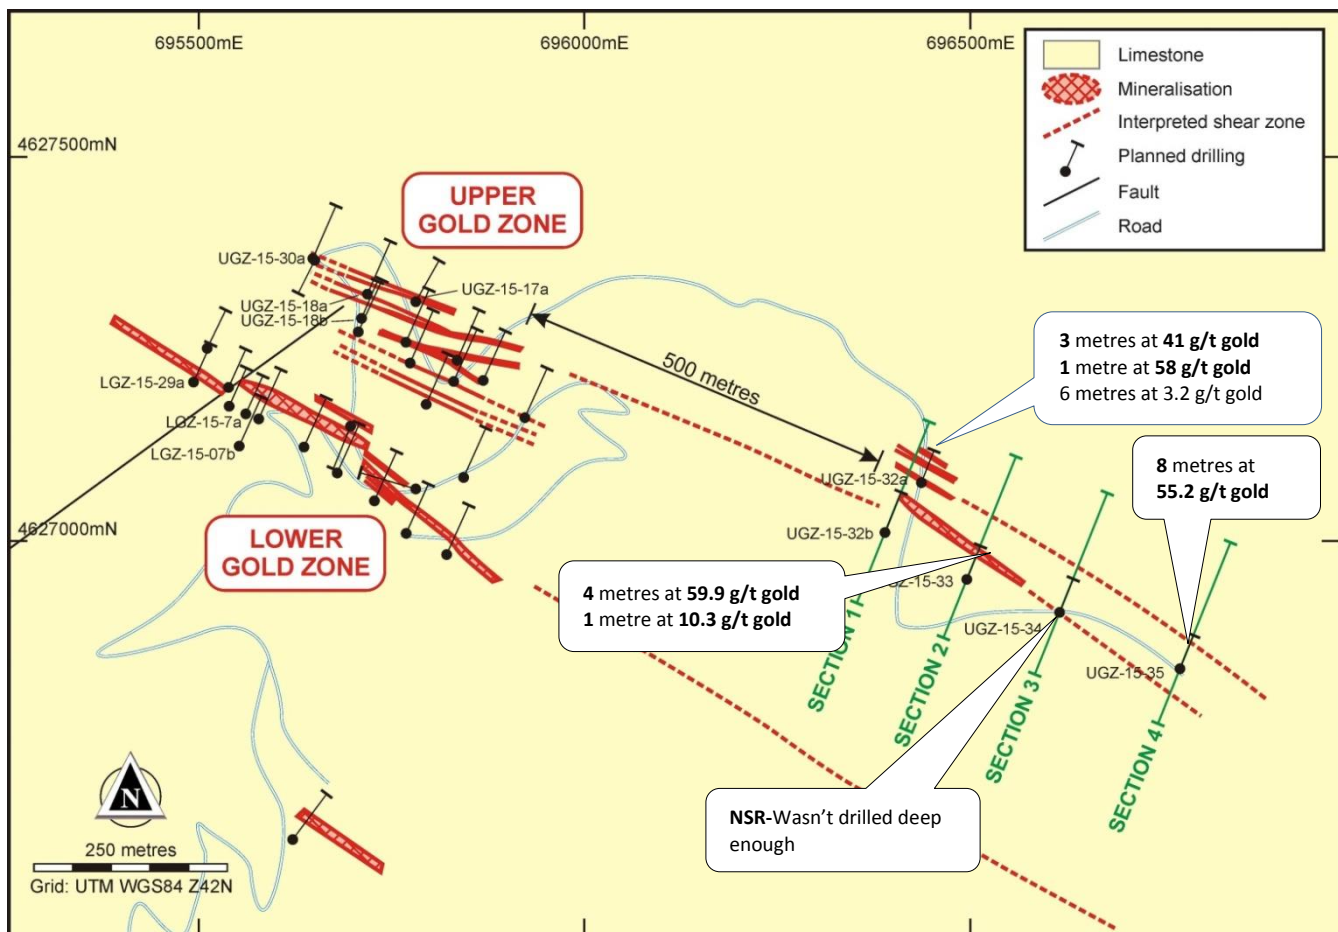 695500mE
696000mE
696500mE
Limestone
Mineralisation
Interpreted shear zone
Planned drilling
Fault
Road
4627500mN
UPPER
GOLD ZONE
UGZ-15-30a
UGZ-15-17a
UGZ-15-18a
UGZ-15-18b
500 metres
3 metres at 41 g/t gold
1 metre at 58 g/t gold
6 metres at 3.2 g/t gold
LGZ-15-29a
LGZ-15-7a
LGZ-15-07b
UGZ-15-32a
8 metres at
55.2 g/t gold
4627000mN
UGZ-15-32b
LOWER
GOLD ZONE
4 metres at 59.9 g/t gold
1 metre at 10.3 g/t gold
GZ-15-33
UGZ-15-34
UGZ-15-35
SECTION 1
SECTION 2
SECTION 3
SECTION 4
NSR-Wasn't drilled deep
enough
N
250 metres
Grid: UTM WGS84 Z42N